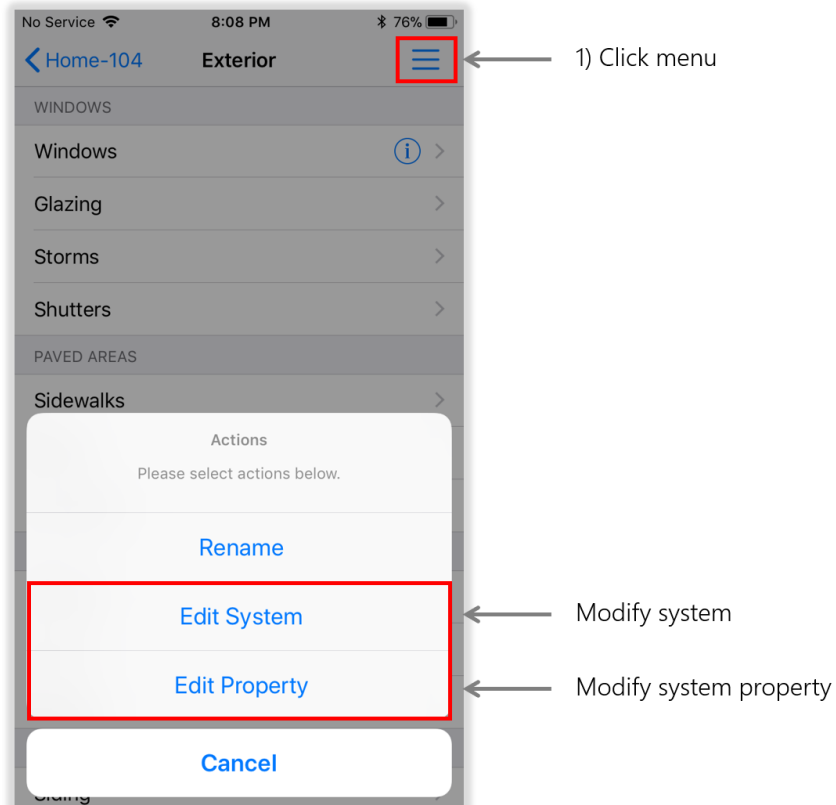 No Service 8:08 PM 76%
Home-104 Exterior 1) Click menu
WINDOWS
Windows
Glazing
Storms
Shutters
PAVED AREAS
Sidewalks
Actions
Please select actions below.
Rename
Edit System Modify system
Edit Property Modify system property
Cancel
Siding